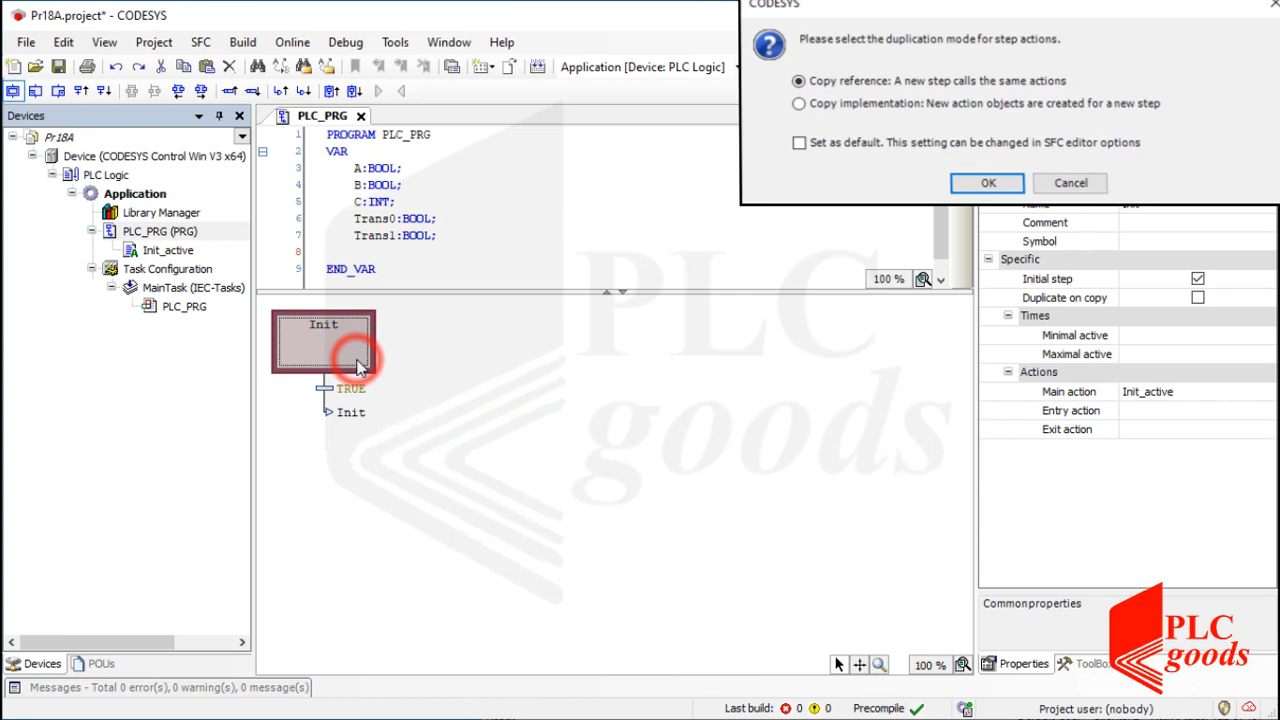 Pr18A.project* - CODESYS
File Edit View Project SFC Build Online Debug Tools Window Help
Application [Device: PLC Logic]
CODESYS
Please select the duplication mode for step actions.
Copy reference: A new step calls the same actions
Copy implementation: New action objects are created for a new step
Set as default. This setting can be changed in SFC editor options
OK Cancel
Devices
Pr18A
Device (CODESYS Control Win V3 x64)
PLC Logic
Application
Library Manager
PLC_PRG (PRG)
Init_active
Task Configuration
MainTask (IEC-Tasks)
PLC_PRG
Devices POUs
PLC_PRG
1 PROGRAM PLC_PRG
2 VAR
3 A:BOOL;
4 B:BOOL;
5 C:INT;
6 Trans0:BOOL;
7 Trans1:BOOL;
8
9 END_VAR
100 %
Init
TRUE
Init
PLC
goods
100 %
Comment
Symbol
Specific
Initial step
Duplicate on copy
Times
Minimal active
Maximal active
Actions
Main action Init_active
Entry action
Exit action
Commonproperties
Properties
PLC
goods
Messages - Total 0 error(s), 0 warning(s), 0 message(s)
Last build: 0 0 Precompile
Project user: (nobody)